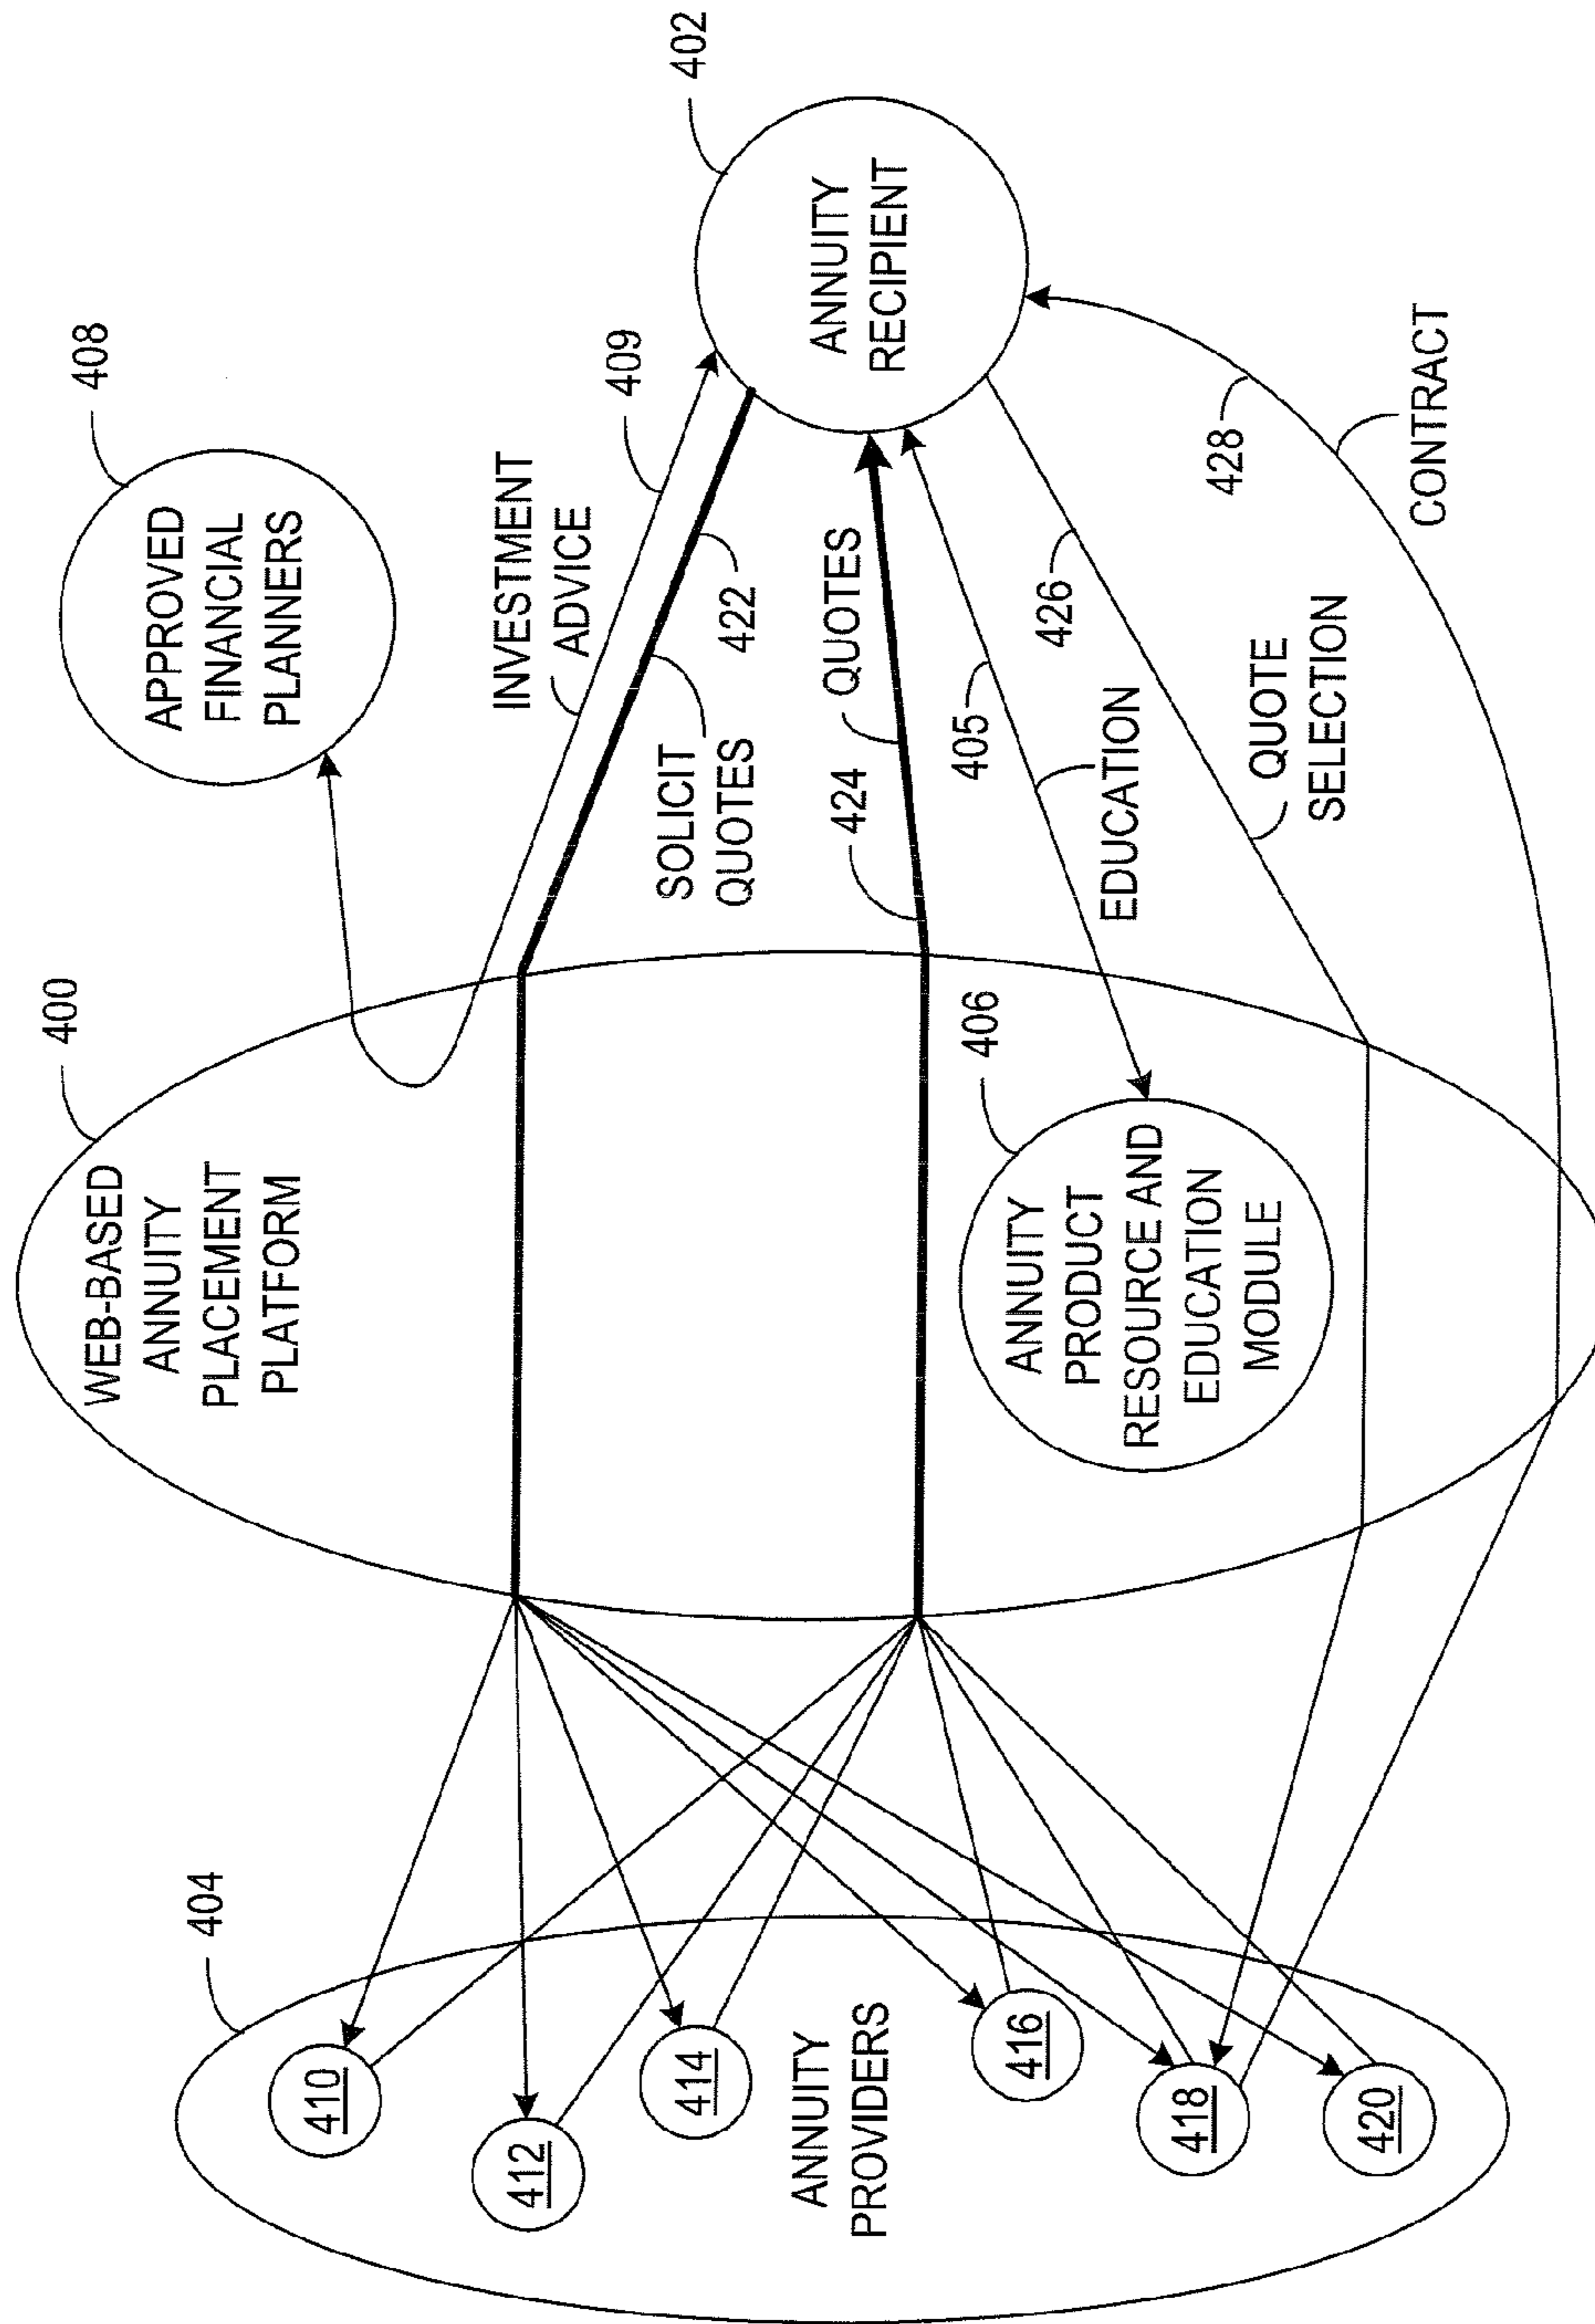 404
410
412
414
ANNUITY
PROVIDERS
416
418
420
400
WEB-BASED
ANNUITY
PLACEMENT
PLATFORM
406
ANNUITY
PRODUCT
RESOURCE AND
EDUCATION
MODULE
408
APPROVED
FINANCIAL
PLANNERS
INVESTMENT
ADVICE
409
SOLICIT
QUOTES
422
424
QUOTES
405
EDUCATION
426
QUOTE
SELECTION
402
ANNUITY
RECIPIENT
428
CONTRACT